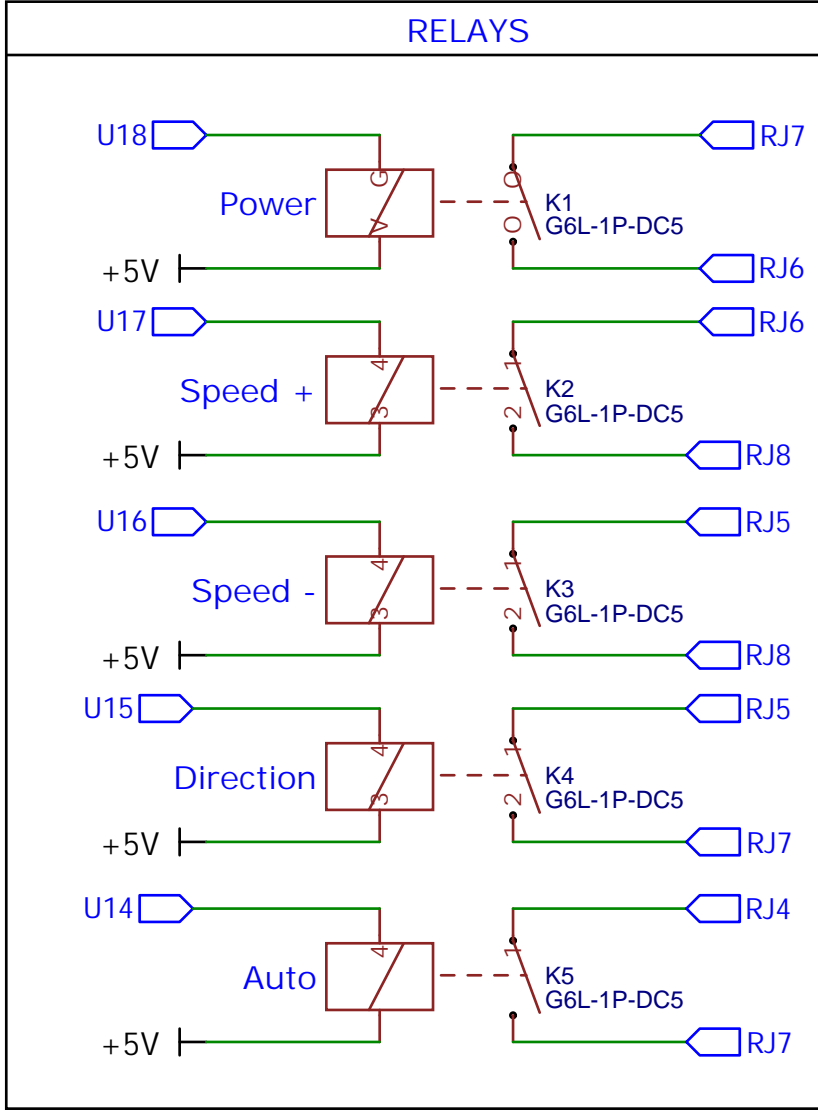 RELAYS
U18
G
O
RJ7
Power
K1
G6L-1P-DC5
V
O
+5V
RJ6
U17
4
1
RJ6
Speed +
K2
G6L-1P-DC5
3
2
+5V
RJ8
U16
4
1
RJ5
Speed -
K3
G6L-1P-DC5
3
2
+5V
RJ8
U15
4
1
RJ5
Direction
K4
G6L-1P-DC5
3
2
+5V
RJ7
U14
4
1
RJ4
Auto
K5
G6L-1P-DC5
+5V
RJ7